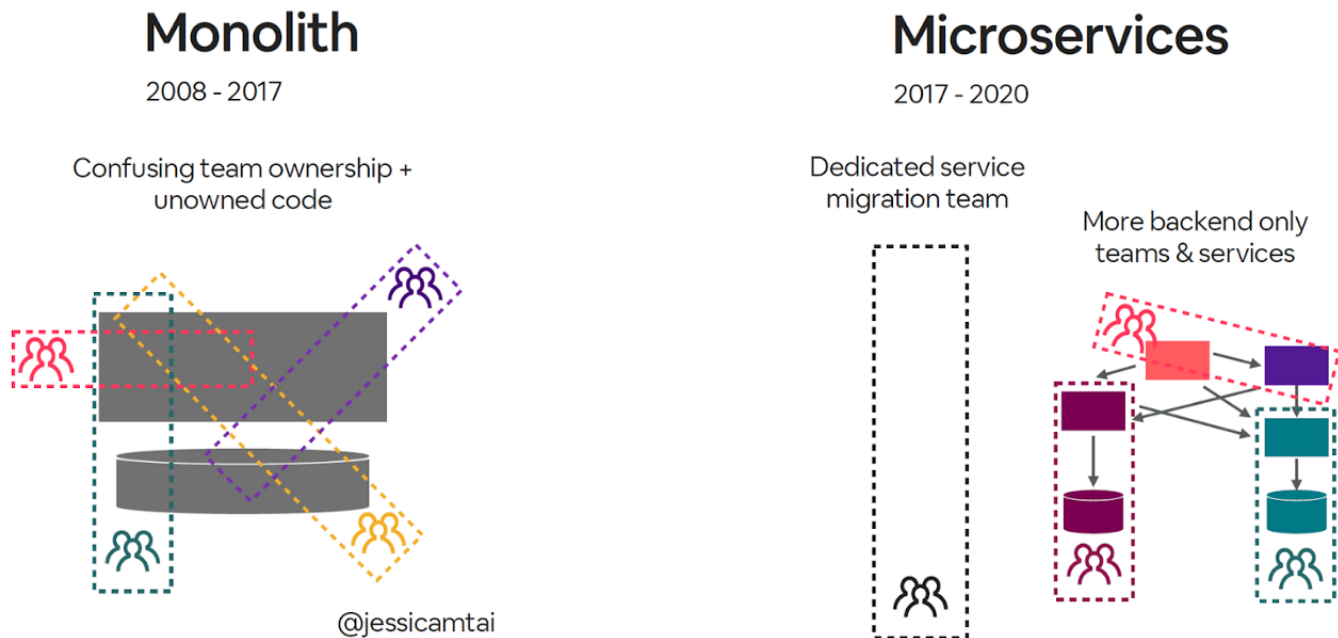 Monolith
2008 - 2017
Confusing team ownership +
unowned code
@jessicamtai
Microservices
2017 - 2020
Dedicated service
migration team
More backend only
teams & services